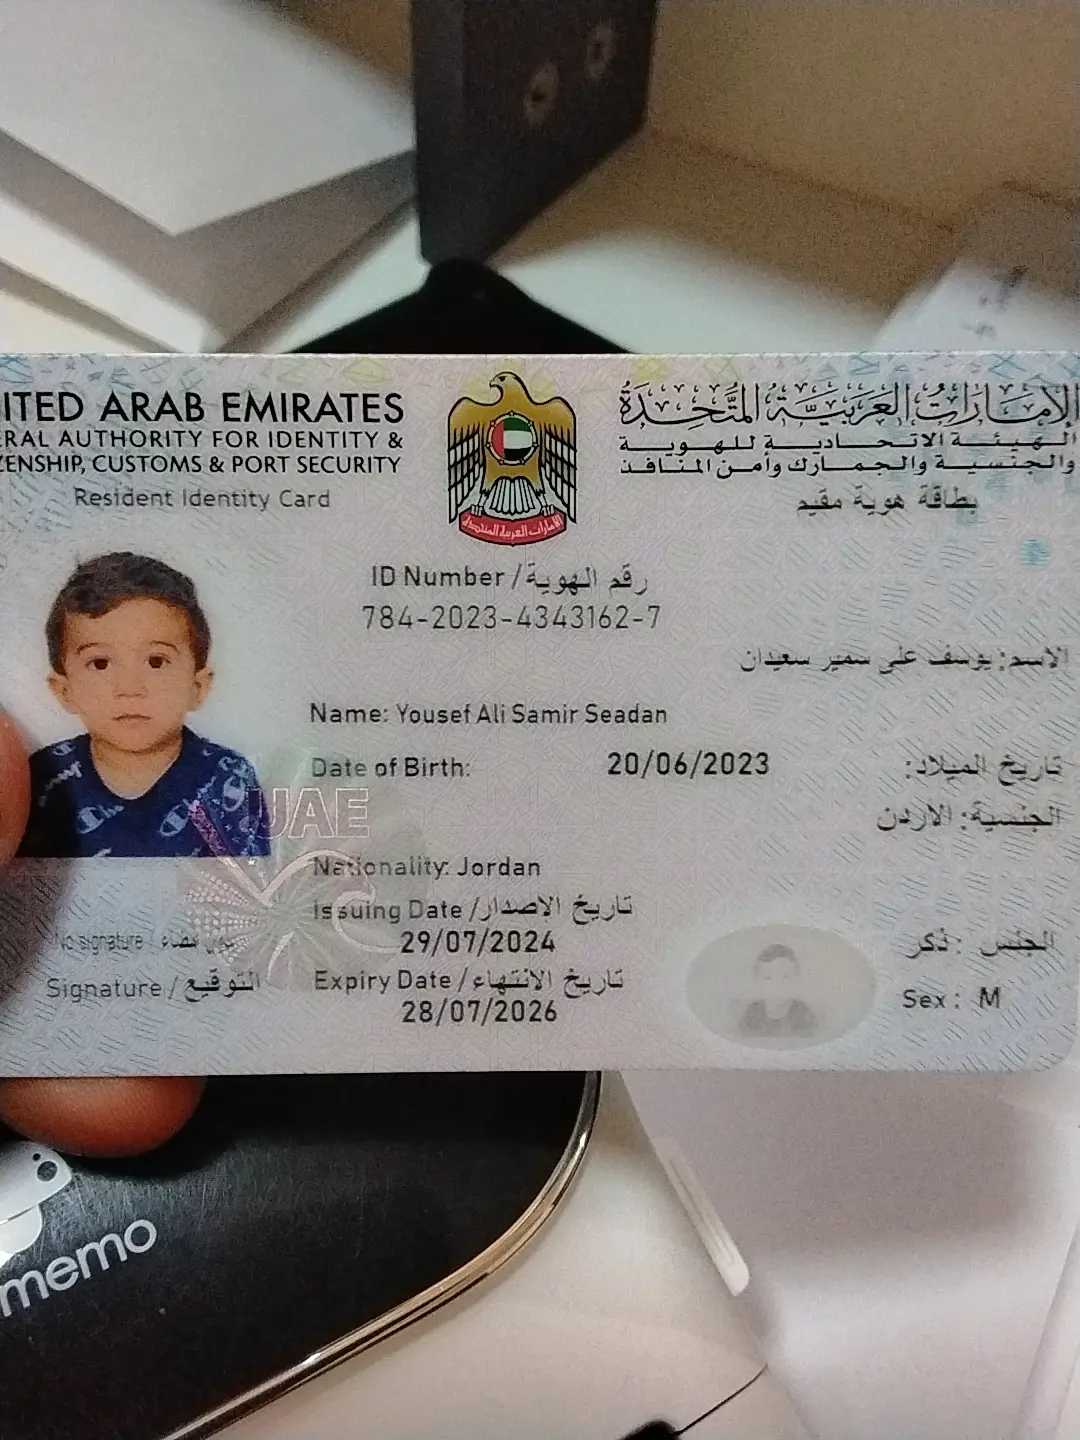 ITED ARAB EMIRATES
ERAL AUTHORITY FOR IDENTITY &
ZENSHIP, CUSTOMS & PORT SECURITY
Resident Identity Card
الإمارات العربية المتحدة
الهيئة الاتحادية للهوية
والجنسية والجمارك وأمن المنافذ
بطاقة هوية مقيم
الامارات العربية المتحدة
ID Number / رقم الهوية
784-2023-4343162-7
الاسم: يوسف على سمير سعيدان
Name: Yousef Ali Samir Seadan
Date of Birth: 20/06/2023 تاريخ الميلاد:
الجنسية: الاردن
UAE
Nationality: Jordan
Issuing Date / تاريخ الاصدار
29/07/2024
الجنس : ذكر
No signature /
Signature / التوقيع
Expiry Date / تاريخ الانتهاء
28/07/2026
Sex : M
memo